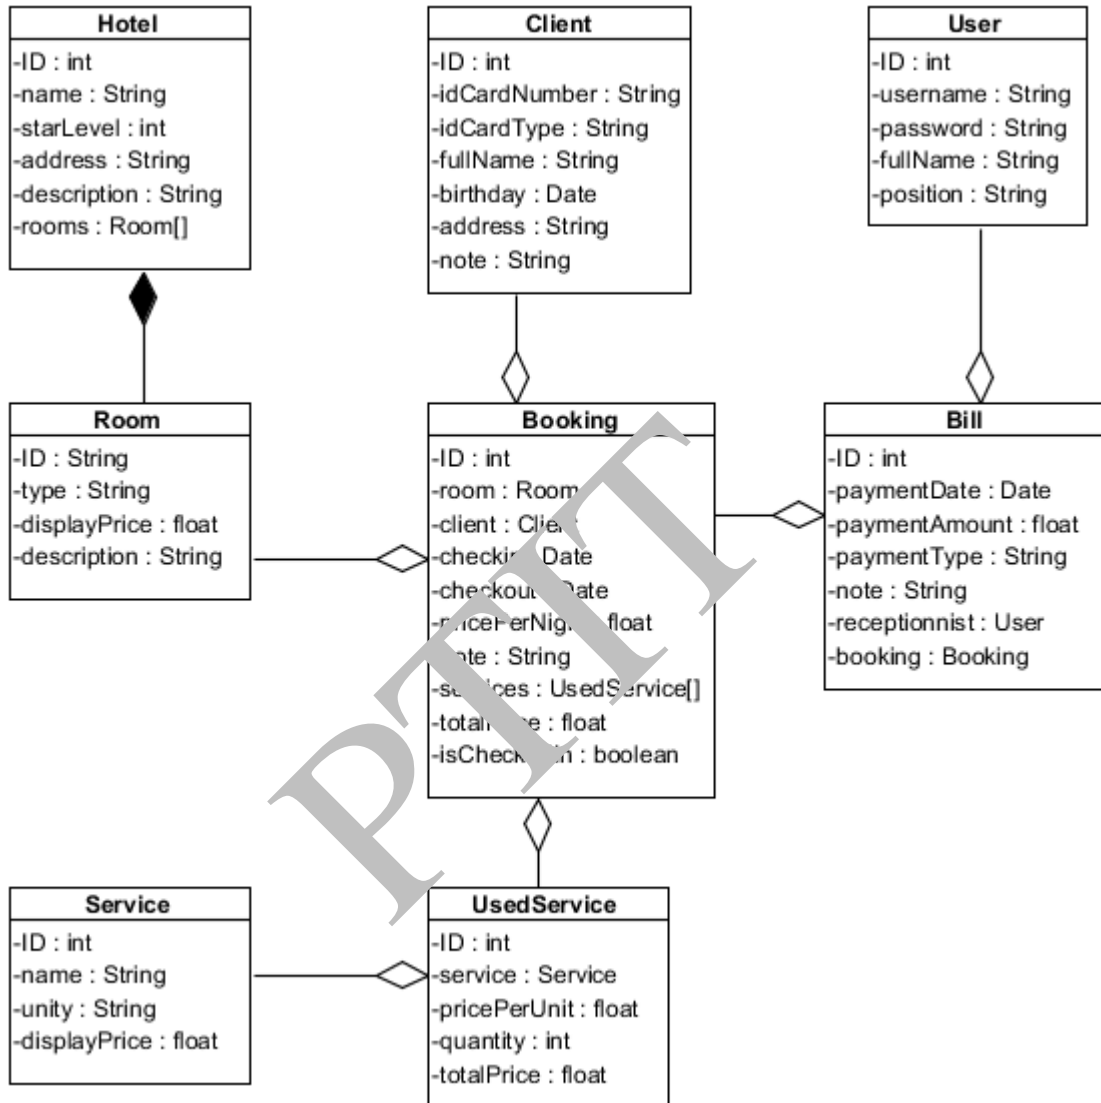 Hotel
-ID : int
-name : String
-starLevel : int
-address : String
-description : String
-rooms : Room[]
Client
-ID : int
-idCardNumber : String
-idCardType : String
-fullName : String
-birthday : Date
-address : String
-note : String
User
-ID : int
-username : String
-password : String
-fullName : String
-position : String
Room
-ID : String
-type : String
-displayPrice : float
-description : String
Booking
-ID : int
-room : Room
-client : Client
Date
-checkout : Date
float
: String
-services : UsedService[]
: float
: boolean
Bill
-ID : int
-paymentDate : Date
-paymentAmount : float
-paymentType : String
-note : String
-receptionnist : User
-booking : Booking
Service
-ID : int
-name : String
-unity : String
-displayPrice : float
UsedService
-ID : int
-service : Service
-pricePerUnit : float
-quantity : int
-totalPrice : float
PTIT